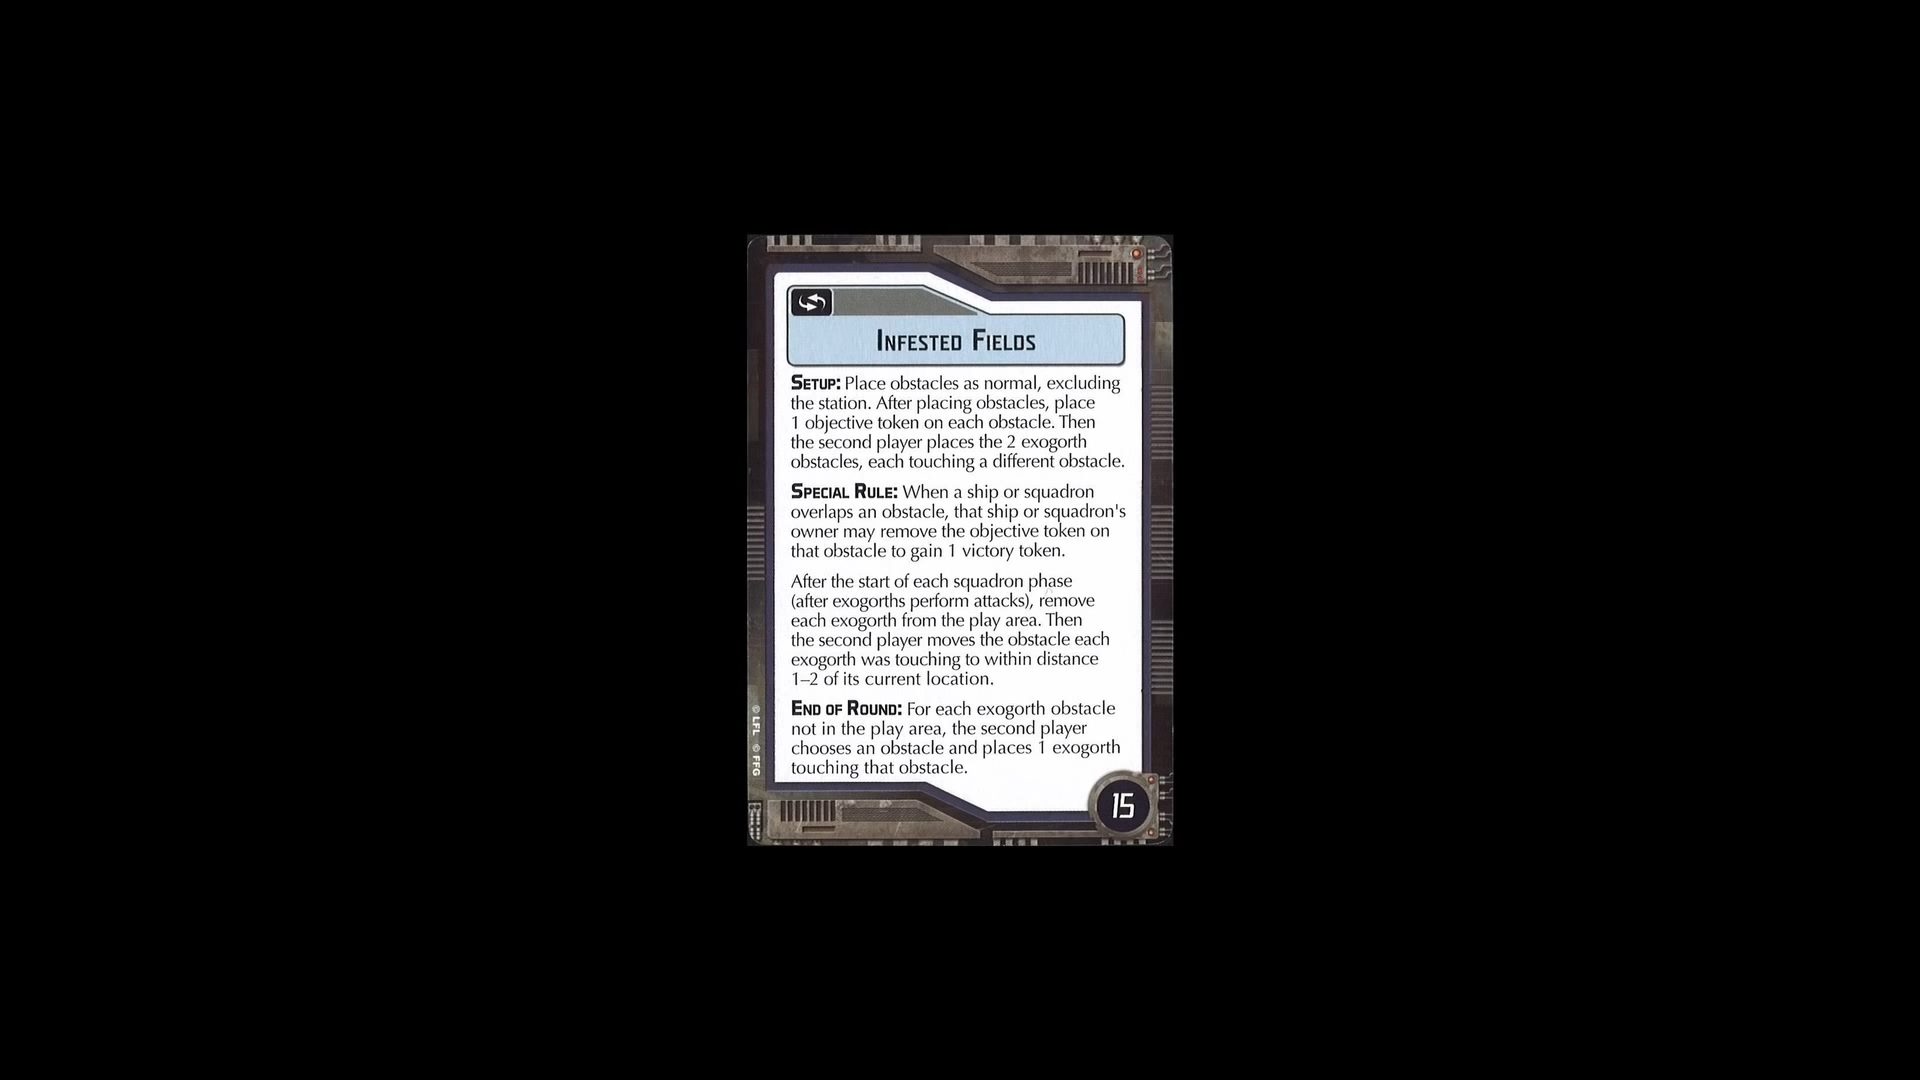 Infested Fields
Setup: Place obstacles as normal, excluding
the station. After placing obstacles, place
1 objective token on each obstacle. Then
the second player places the 2 exogorth
obstacles, each touching a different obstacle.
Special Rule: When a ship or squadron
overlaps an obstacle, that ship or squadron's
owner may remove the objective token on
that obstacle to gain 1 victory token.
After the start of each squadron phase
(after exogorths perform attacks), remove
each exogorth from the play area. Then
the second player moves the obstacle each
exogorth was touching to within distance
1–2 of its current location.
End of Round: For each exogorth obstacle
not in the play area, the second player
chooses an obstacle and places 1 exogorth
touching that obstacle.
15
© LFL © FFG